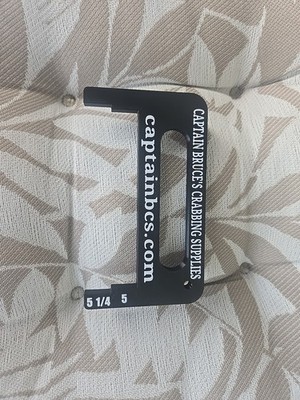 CAPTAIN BRUCE'S CRABBING SUPPLIES
captainbcs.com
5 1/4
5